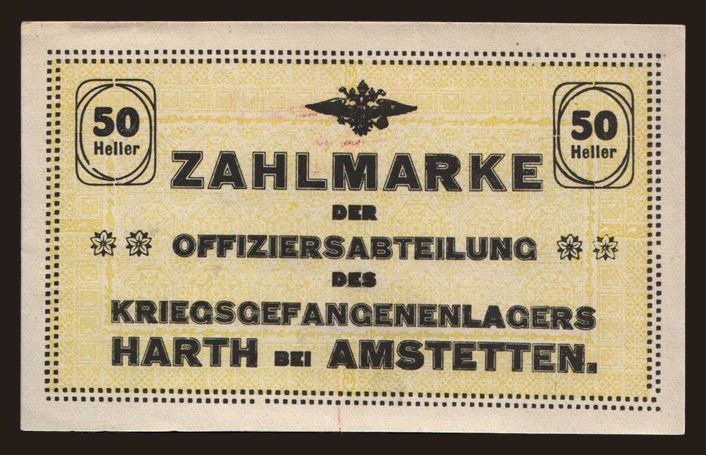 50
Heller
50
Heller
ZAHLMARKE
DER
OFFIZIERSABTEILUNG
DES
KRIEGSGEFANGENENLAGERS
HARTH BEI AMSTETTEN.